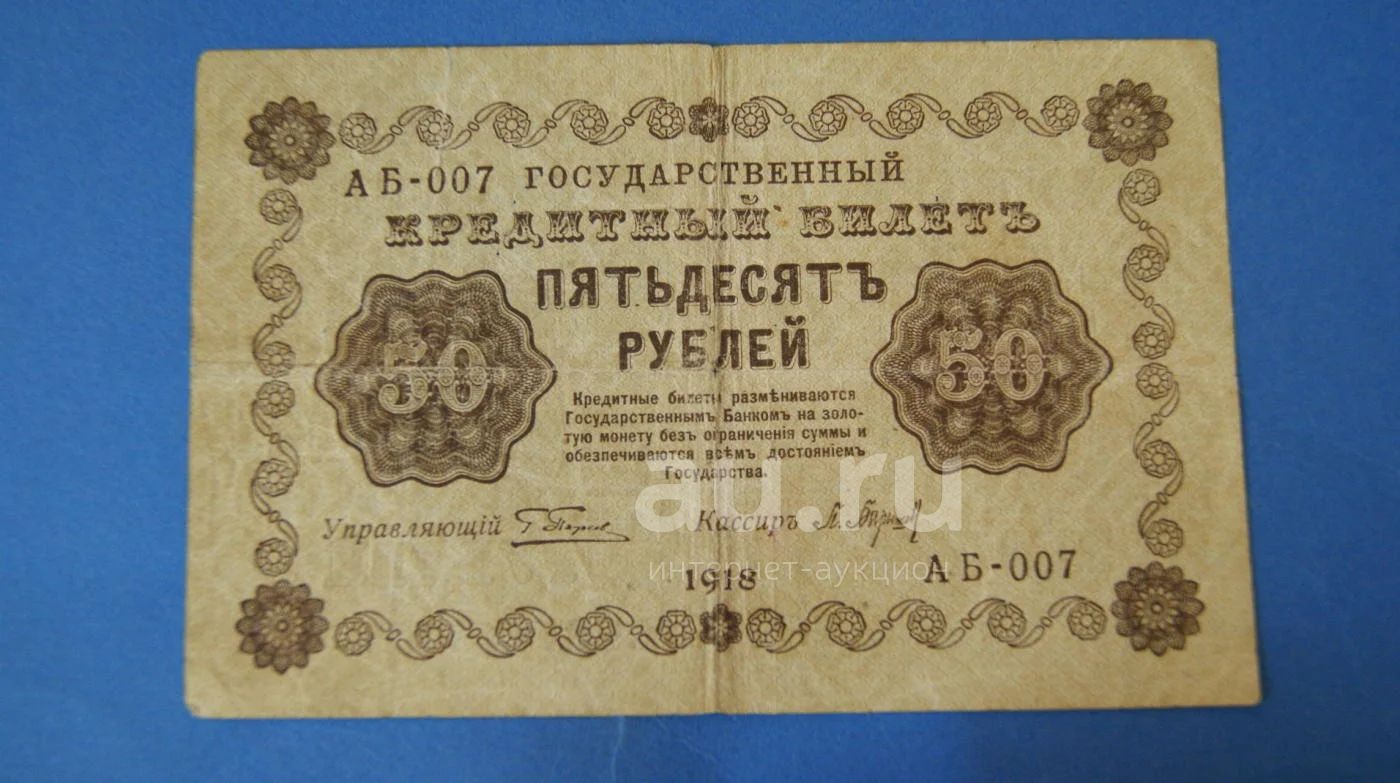 АБ-007 ГОСУДАРСТВЕННЫЙ
КРЕДИТНЫЙ БИЛЕТЪ
ПЯТЬДЕСЯТЪ
РУБЛЕЙ
50
50
Кредитные билеты размѣниваются
Государственнымъ Банкомъ на золо-
тую монету безъ ограниченія суммы и
обезпечиваются всѣмъ достояніемъ
Государства.
au.ru
Управляющій
Кассиръ
интернет-аукцион
1918
АБ-007